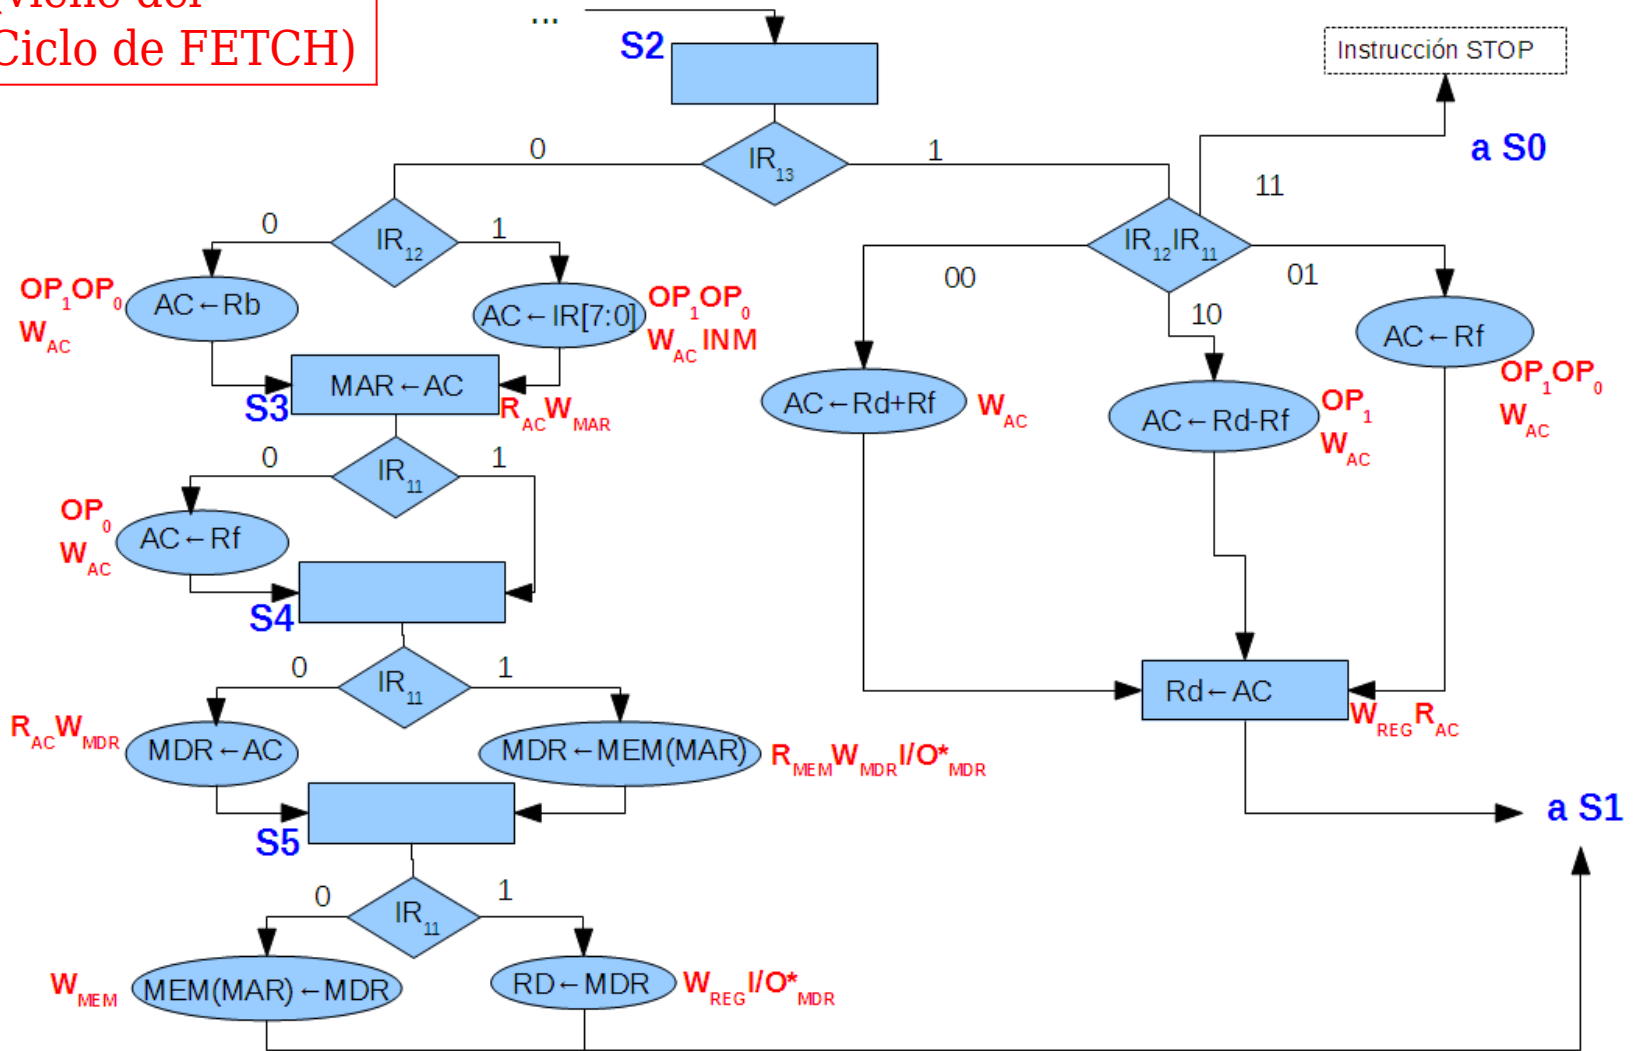 Ciclo de FETCH)
...
S2
Instrucción STOP
a S0
IR13
0
1
11
IR12
0
1
IR12IR11
00
01
10
OP1OP0
WAC
AC←Rb
AC←IR[7:0]
OP1OP0
WAC INM
AC←Rf
OP1OP0
WAC
MAR←AC
S3
RACWMAR
AC←Rd+Rf
WAC
AC←Rd-Rf
OP1
WAC
IR11
0
1
OP0
WAC
AC←Rf
S4
IR11
0
1
Rd←AC
WREGRAC
RACWMDR
MDR←AC
MDR←MEM(MAR)
RMEMWMDRI/O*MDR
S5
a S1
IR11
0
1
WMEM
MEM(MAR)←MDR
RD←MDR
WREGI/O*MDR